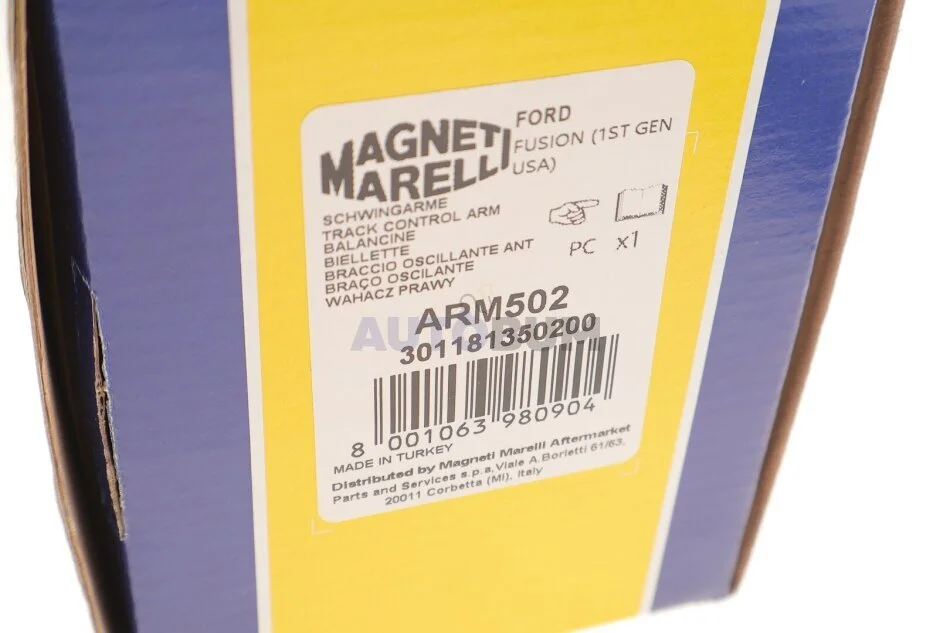 MAGNETI
MARELLI
FORD
FUSION (1ST GEN
USA)
SCHWINGARME
TRACK CONTROL ARM
BALANCINE
BIELLETTE
BRACCIO OSCILLANTE ANT
BRAÇO OSCILANTE
WAHACZ PRAWY
PC x1
ARM502
301181350200
8 001063 980904
MADE IN TURKEY
Distributed by Magneti Marelli Aftermarket
Parts and Services s.p.a. Viale A. Borletti 61/63,
20011 Corbetta (MI), Italy